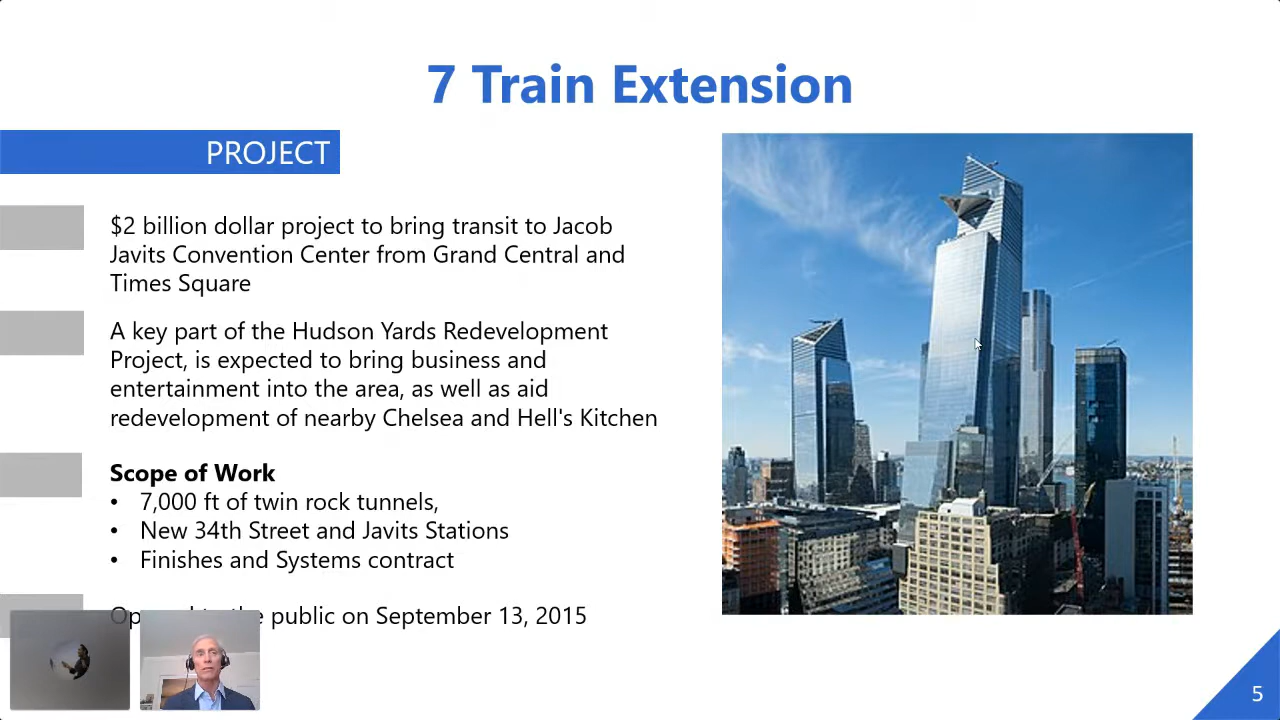 7 Train Extension
PROJECT
$2 billion dollar project to bring transit to Jacob
Javits Convention Center from Grand Central and
Times Square
A key part of the Hudson Yards Redevelopment
Project, is expected to bring business and
entertainment into the area, as well as aid
redevelopment of nearby Chelsea and Hell's Kitchen
Scope of Work
• 7,000 ft of twin rock tunnels,
• New 34th Street and Javits Stations
• Finishes and Systems contract
public on September 13, 2015
5